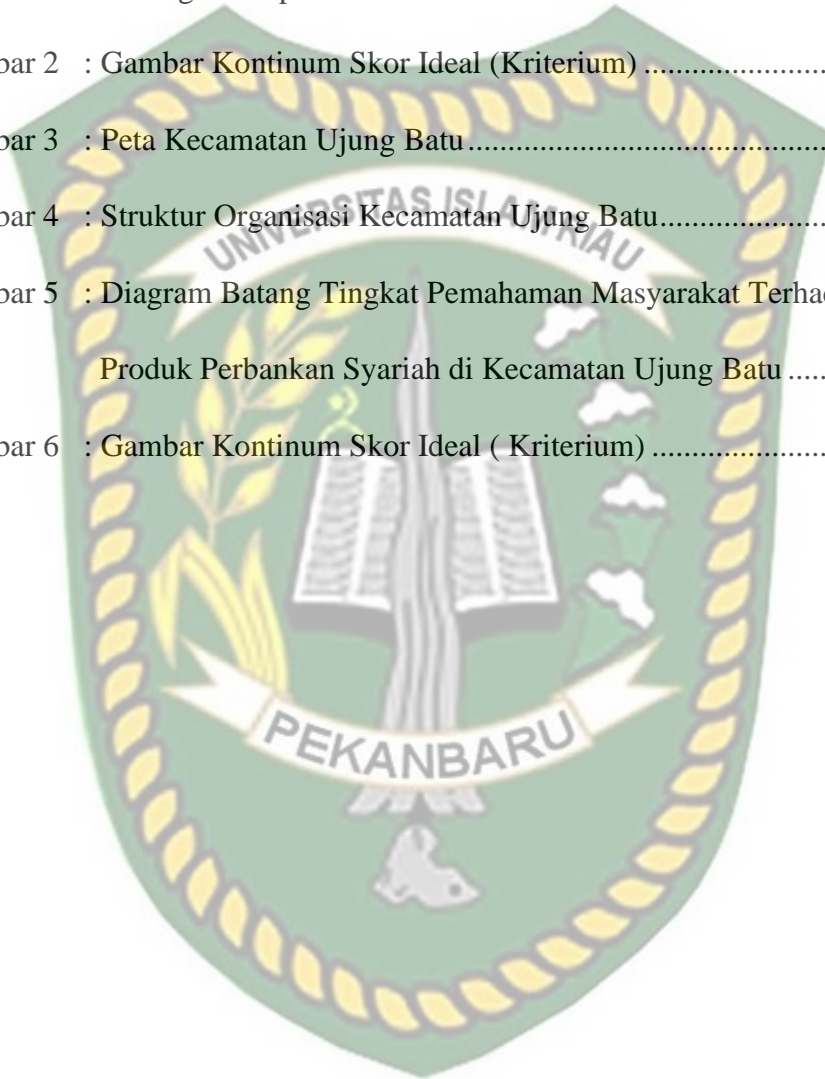 bar 2 : Gambar Kontinum Skor Ideal (Kriterium) ......................
bar 3 : Peta Kecamatan Ujung Batu ...........................................
bar 4 : Struktur Organisasi Kecamatan Ujung Batu....................
bar 5 : Diagram Batang Tingkat Pemahaman Masyarakat Terhad
Produk Perbankan Syariah di Kecamatan Ujung Batu .....
bar 6 : Gambar Kontinum Skor Ideal ( Kriterium) .....................
UNIVERSITAS ISLAM RIAU
PEKANBARU